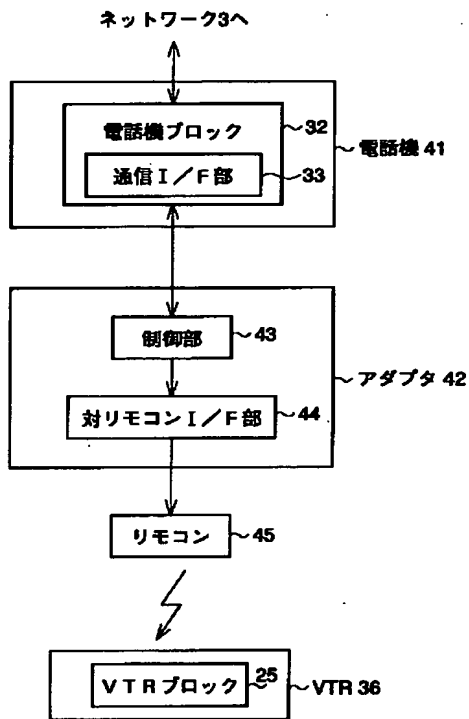 ネットワーク3へ
電話機ブロック
32
電話機 41
通信I／F部
33
制御部
43
アダプタ 42
対リモコンI／F部
44
リモコン
45
VTRブロック
25
VTR 36